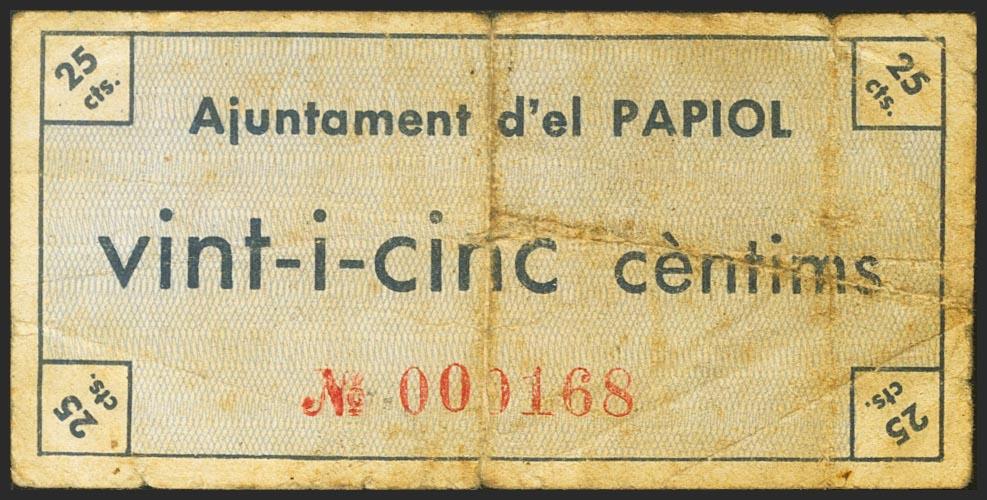 25 cts.
25 cts.
Ajuntament d'el PAPIOL
vint-i-cinc cèntims
Nº 000168
25 cts.
25 cts.